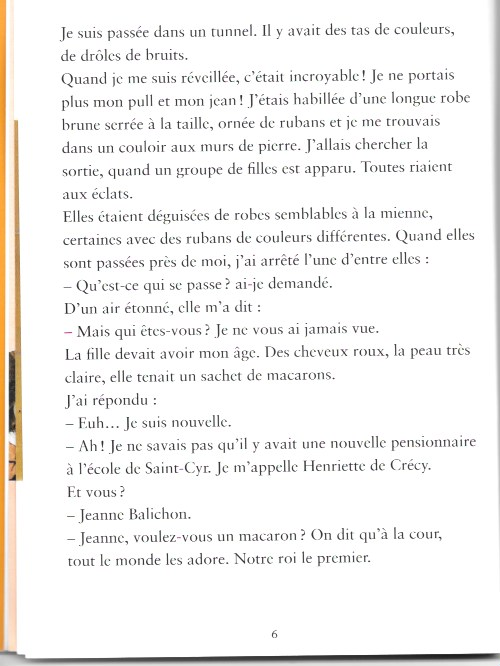 Je suis passée dans un tunnel. Il y avait des tas de couleurs,
de drôles de bruits.
Quand je me suis réveillée, c'était incroyable ! Je ne portais
plus mon pull et mon jean ! J'étais habillée d'une longue robe
brune serrée à la taille, ornée de rubans et je me trouvais
dans un couloir aux murs de pierre. J'allais chercher la
sortie, quand un groupe de filles est apparu. Toutes riaient
aux éclats.
Elles étaient déguisées de robes semblables à la mienne,
certaines avec des rubans de couleurs différentes. Quand elles
sont passées près de moi, j'ai arrêté l'une d'entre elles :
– Qu'est-ce qui se passe ? ai-je demandé.
D'un air étonné, elle m'a dit :
– Mais qui êtes-vous ? Je ne vous ai jamais vue.
La fille devait avoir mon âge. Des cheveux roux, la peau très
claire, elle tenait un sachet de macarons.
J'ai répondu :
– Euh… Je suis nouvelle.
– Ah ! Je ne savais pas qu'il y avait une nouvelle pensionnaire
à l'école de Saint-Cyr. Je m'appelle Henriette de Crécy.
Et vous ?
– Jeanne Balichon.
– Jeanne, voulez-vous un macaron ? On dit qu'à la cour,
tout le monde les adore. Notre roi le premier.
6